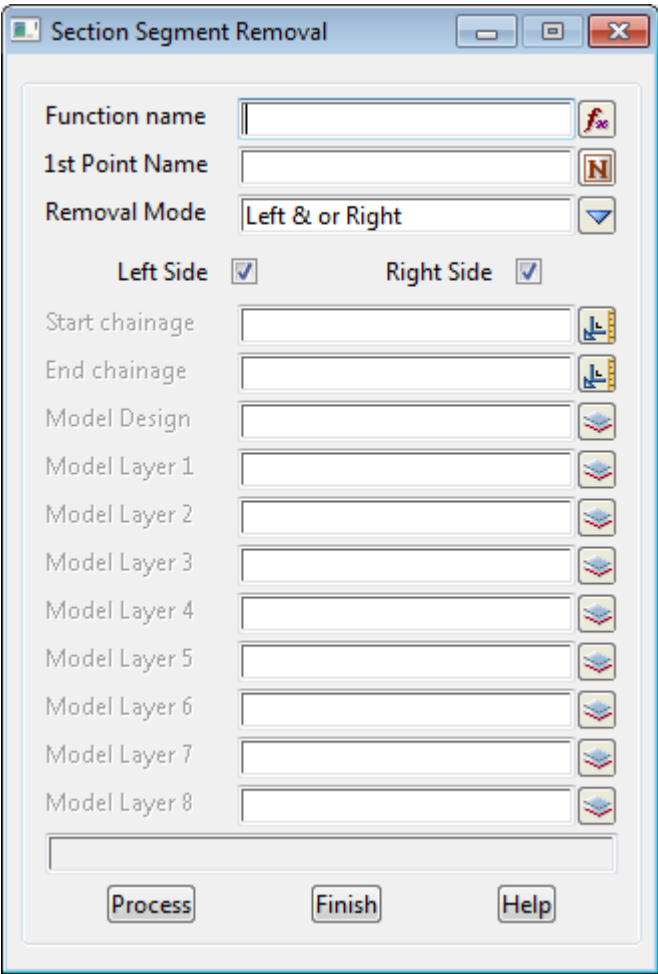 Section Segment Removal
Function name
1st Point Name
Removal Mode Left & or Right
Left Side Right Side
Start chainage
End chainage
Model Design
Model Layer 1
Model Layer 2
Model Layer 3
Model Layer 4
Model Layer 5
Model Layer 6
Model Layer 7
Model Layer 8
Process Finish Help